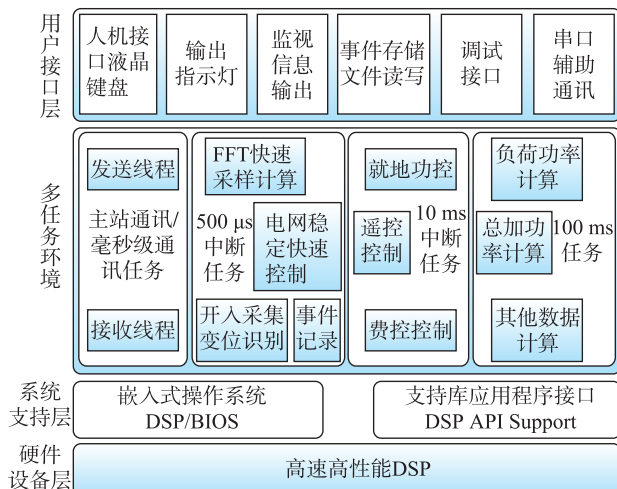 用户接口层
人机接
口液晶
键盘
输出
指示灯
监视
信息
输出
事件存储
文件读写
调试
接口
串口
辅助
通讯
多任务环境
发送线程
主站通讯/
毫秒级通
讯任务
接收线程
FFT快速
采样计算
500 μs
中断
任务
电网稳
定快速
控制
开入采集
变位识别
事件
记录
就地功控
遥控
控制
10 ms
中断
任务
费控控制
负荷功率
计算
总加功
率计算
100 ms
任务
其他数据
计算
系统
支持层
嵌入式操作系统
DSP/BIOS
支持库应用程序接口
DSP API Support
硬件
设备层
高速高性能DSP